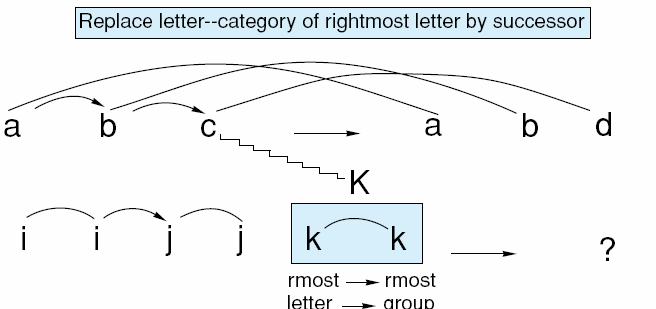 Replace letter--category of rightmost letter by successor
a b c a b d
K
i i j j k k ?
rmost rmost
letter group